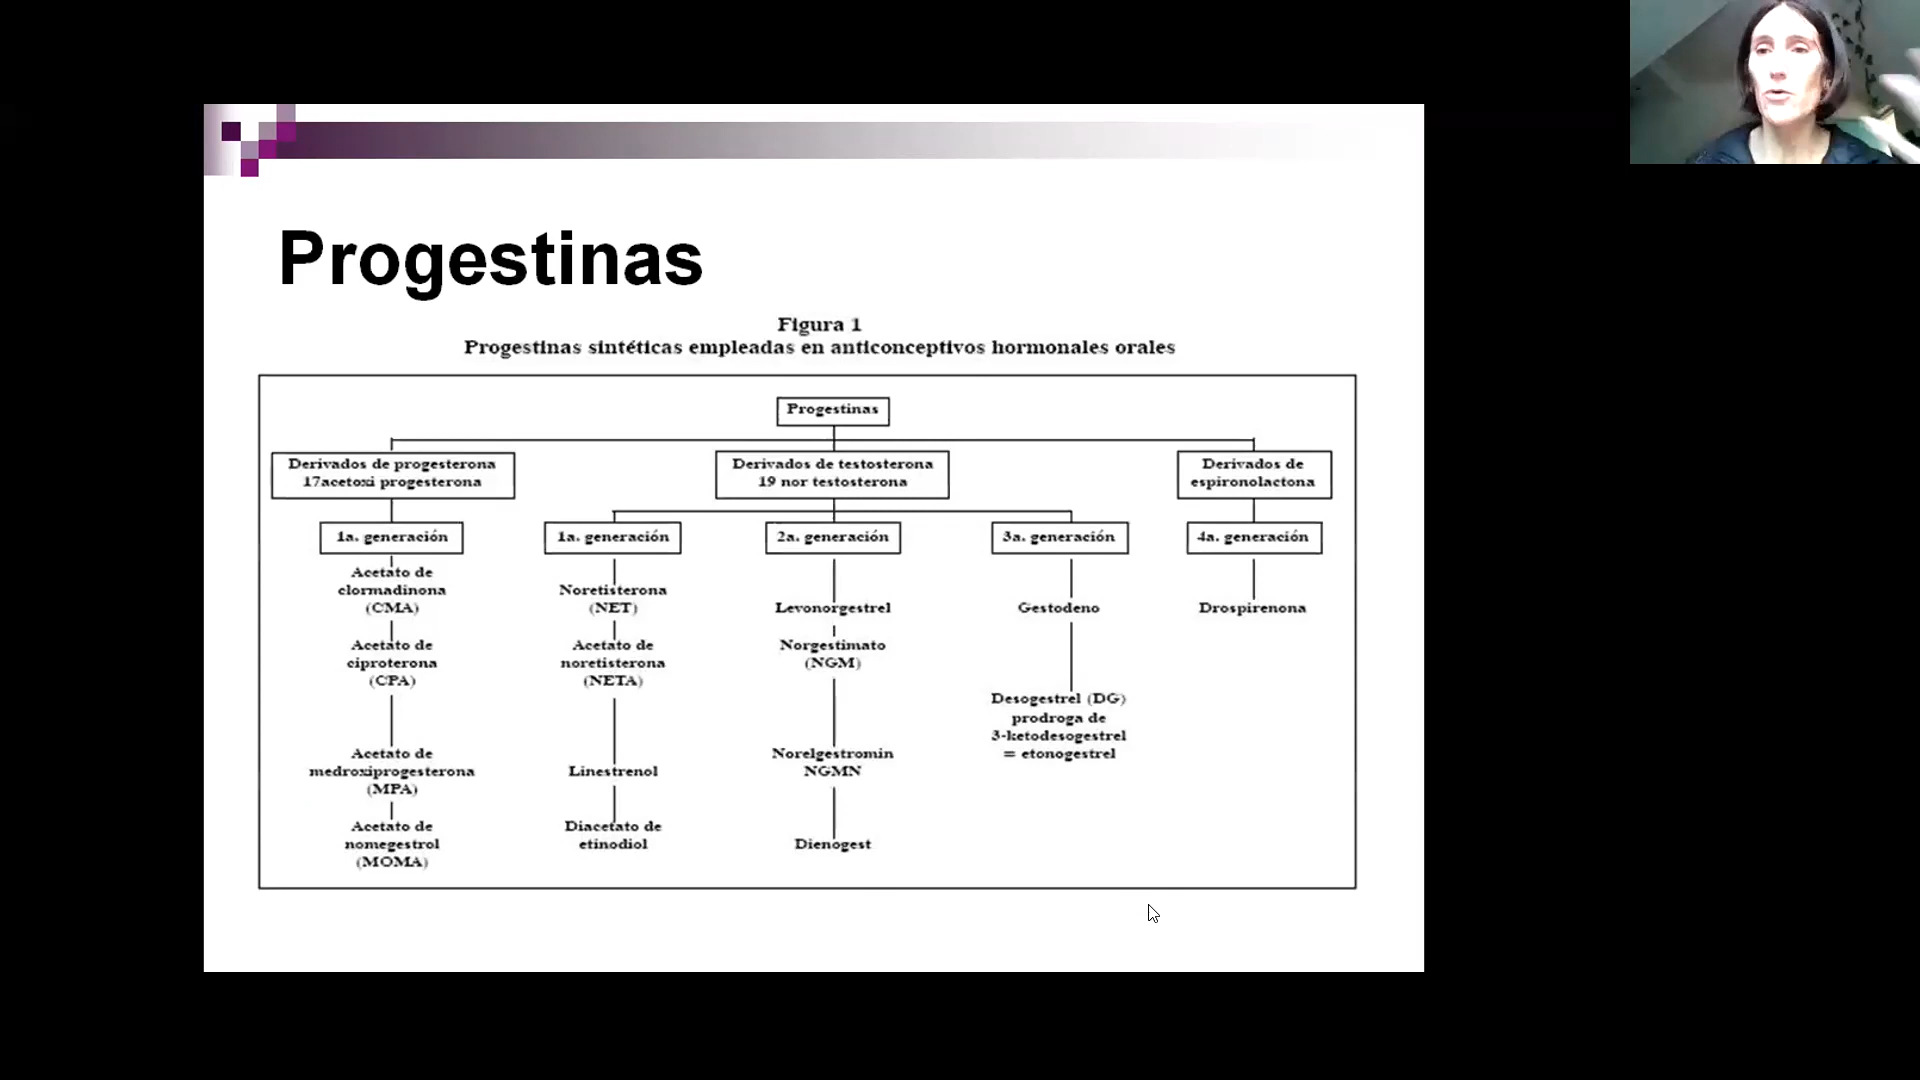 Progestinas
Figura 1
Progestinas sintéticas empleadas en anticonceptivos hormonales orales
Progestinas
Derivados de progesterona
17acetoxi progesterona
Derivados de testosterona
19 nor testosterona
Derivados de
espironolactona
1a. generación
1a. generación
2a. generación
3a. generación
4a. generación
Acetato de
clormadinona
(CMA)
Acetato de
ciproterona
(CPA)
Acetato de
medroxiprogesterona
(MPA)
Acetato de
nomegestrol
(MOMA)
Noretisterona
(NET)
Acetato de
noretisterona
(NETA)
Linestrenol
Diacetato de
etinodiol
Levonorgestrel
Norgestimato
(NGM)
Norelgestromin
NGMN
Dienogest
Gestodeno
Desogestrel (DG)
prodroga de
3-ketodesogestrel
= etonogestrel
Drospirenona